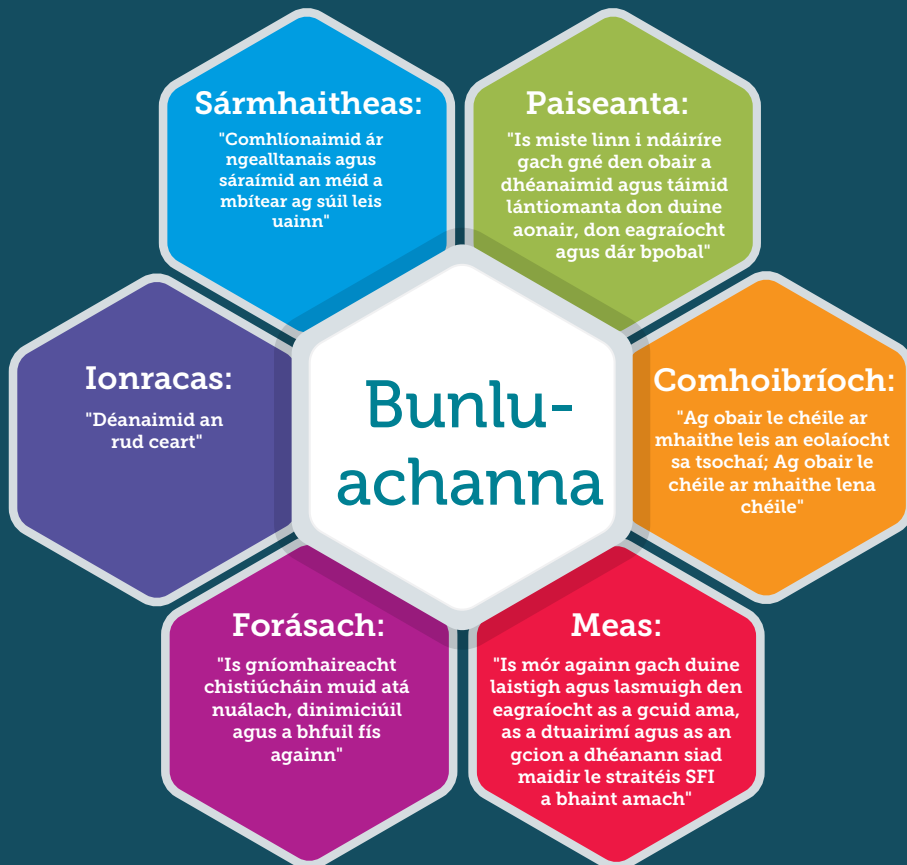 Sármhaitheas:
"Comhlíonaimid ár
ngealltanais agus
sáraímid an méid a
mbítear ag súil leis
uainn"
Paiseanta:
"Is miste linn i ndáiríre
gach gné den obair a
dhéanaimid agus táimid
lántiomanta don duine
aonair, don eagraíocht
agus dár bpobal"
Ionracas:
"Déanaimid an
rud ceart"
Bunlu-
achanna
Comhoibríoch:
"Ag obair le chéile ar
mhaithe leis an eolaíocht
sa tsochaí; Ag obair le
chéile ar mhaithe lena
chéile"
Forásach:
"Is gníomhaireacht
chistiúcháin muid atá
nuálach, dinimiciúil
agus a bhfuil fís
againn"
Meas:
"Is mór againn gach duine
laistigh agus lasmuigh den
eagraíocht as a gcuid ama,
as a dtuairimí agus as an
gcion a dhéanann siad
maidir le straitéis SFI
a bhaint amach"